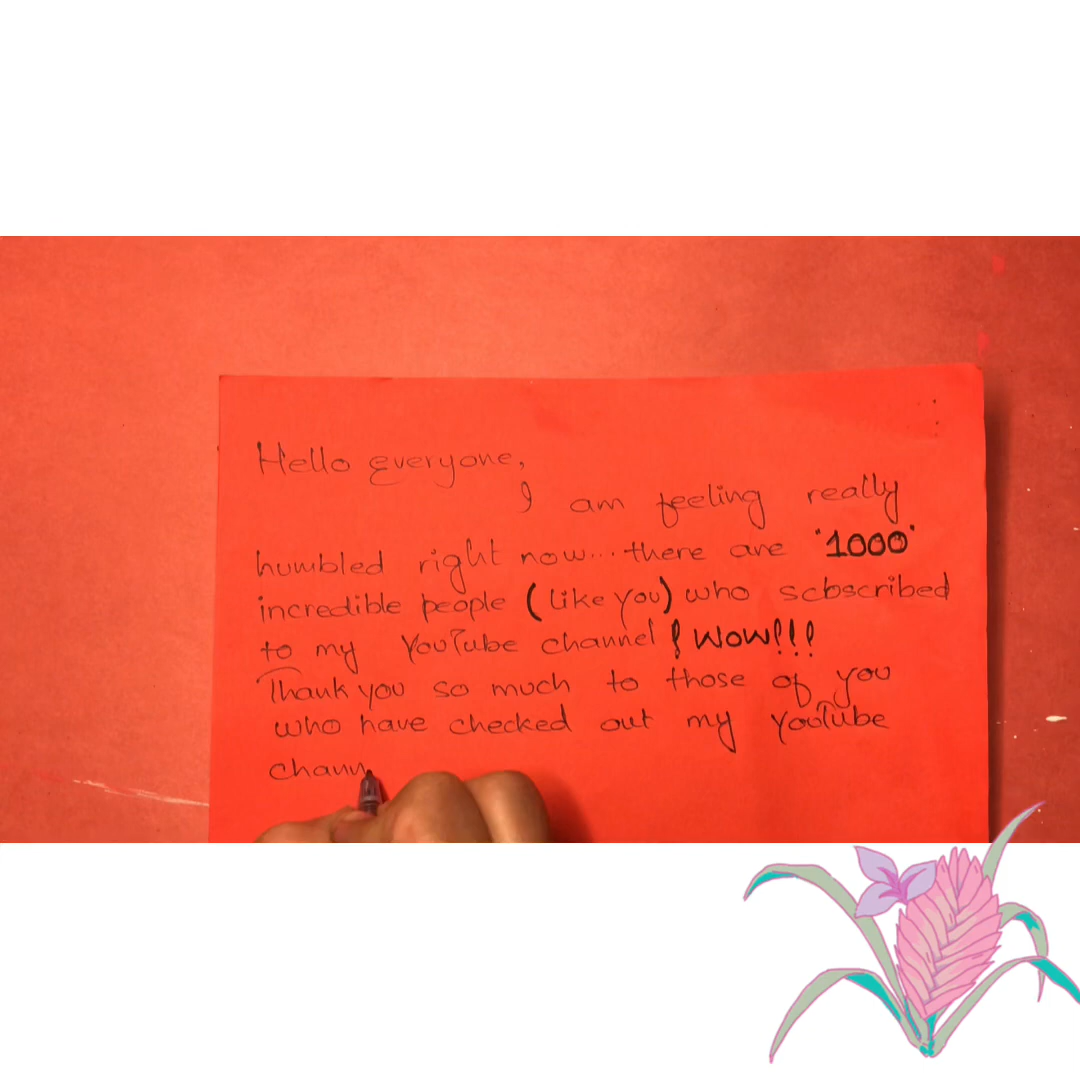 Hello everyone,
I am feeling really
humbled right now... there are "1000"
incredible people (like you) who scbscribed
to my YouTube channel! WOW!!!
Thank you so much to those of you
who have checked out my YouTube
chann